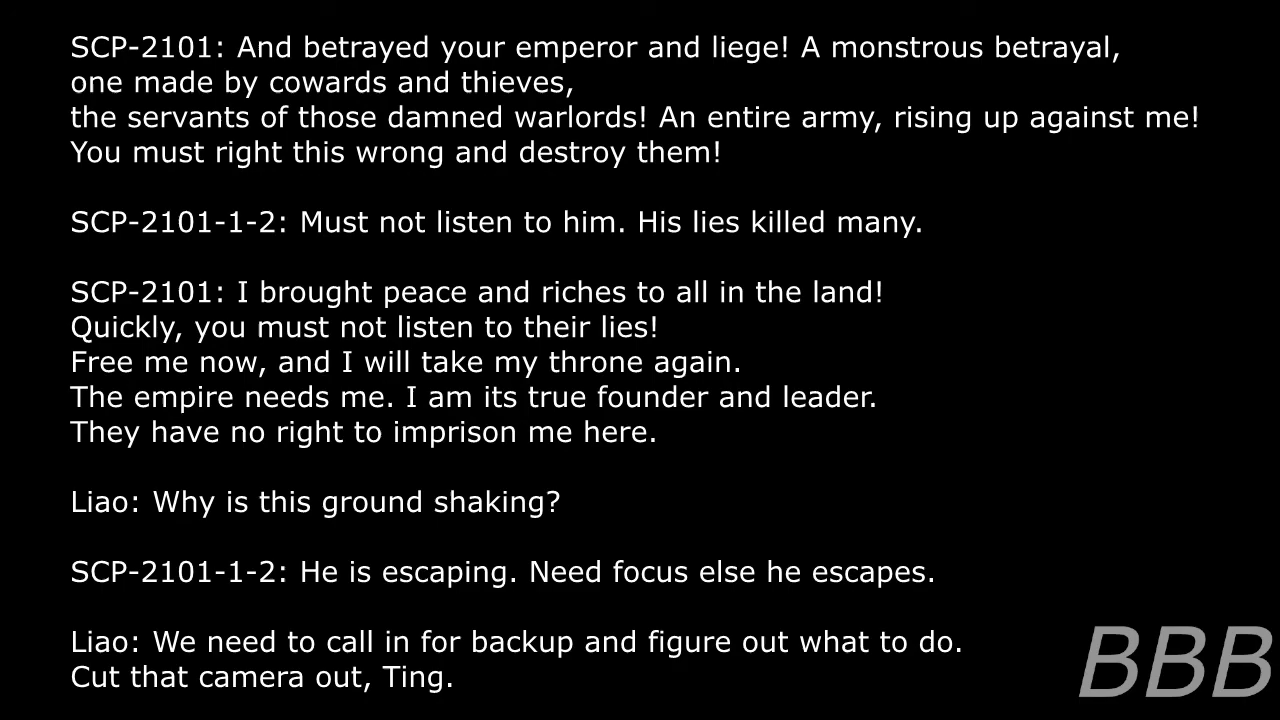 SCP-2101: And betrayed your emperor and liege! A monstrous betrayal,
one made by cowards and thieves,
the servants of those damned warlords! An entire army, rising up against me!
You must right this wrong and destroy them!
SCP-2101-1-2: Must not listen to him. His lies killed many.
SCP-2101: I brought peace and riches to all in the land!
Quickly, you must not listen to their lies!
Free me now, and I will take my throne again.
The empire needs me. I am its true founder and leader.
They have no right to imprison me here.
Liao: Why is this ground shaking?
SCP-2101-1-2: He is escaping. Need focus else he escapes.
Liao: We need to call in for backup and figure out what to do.
Cut that camera out, Ting.
BBB